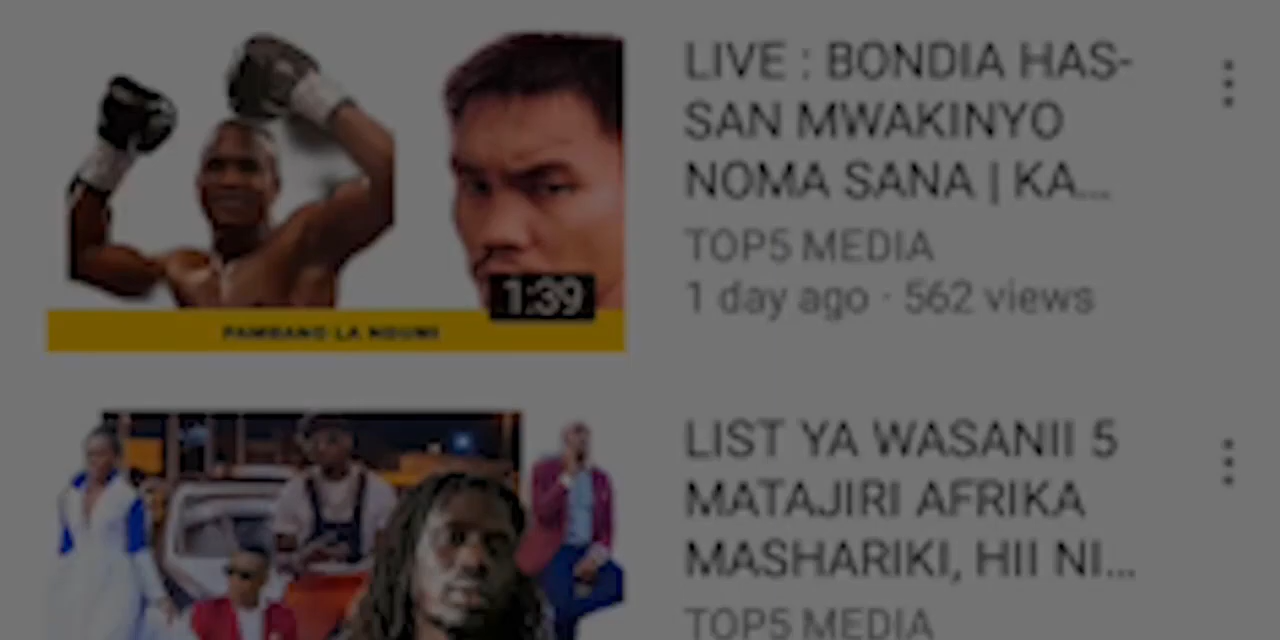 LIVE : BONDIA HAS-
SAN MWAKINYO
NOMA SANA | KA...
TOP5 MEDIA
1 day ago · 562 views
1:39
PAMBANO LA NDUMI
LIST YA WASANII 5
MATAJIRI AFRIKA
MASHARIKI, HII NI...
TOP5 MEDIA